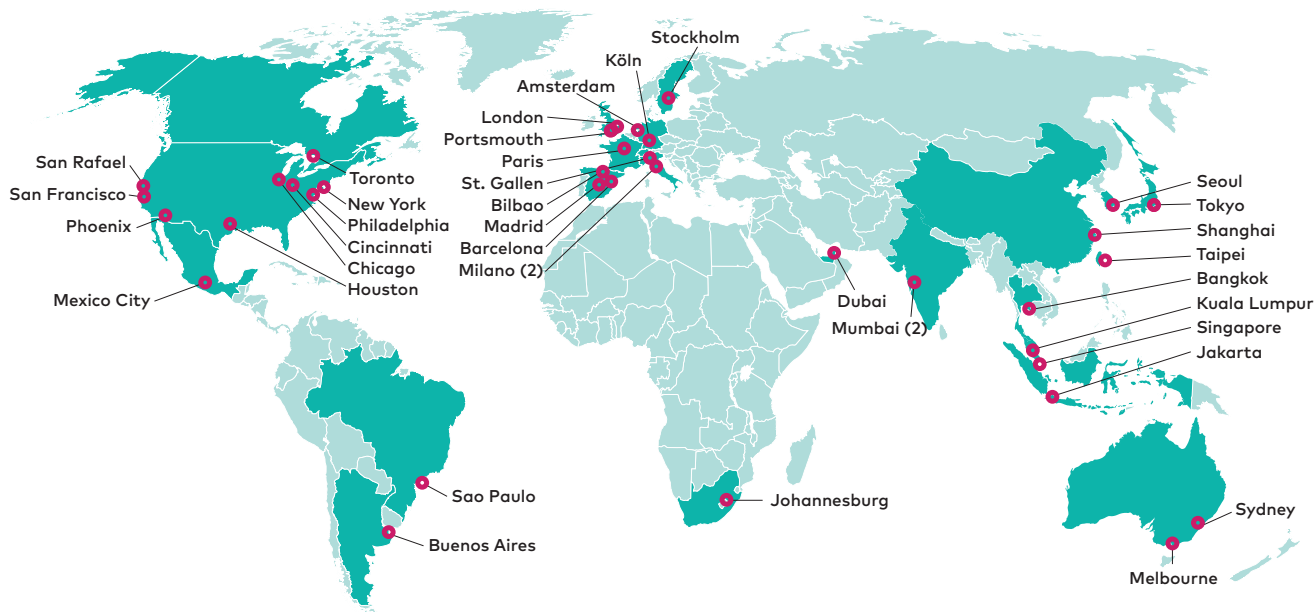 San Rafael
San Francisco
Phoenix
Mexico City
Toronto
New York
Philadelphia
Cincinnati
Chicago
Houston
Sao Paulo
Buenos Aires
Stockholm
Köln
Amsterdam
London
Portsmouth
Paris
St. Gallen
Bilbao
Madrid
Barcelona
Milano (2)
Dubai
Mumbai (2)
Johannesburg
Seoul
Tokyo
Shanghai
Taipei
Bangkok
Kuala Lumpur
Singapore
Jakarta
Sydney
Melbourne